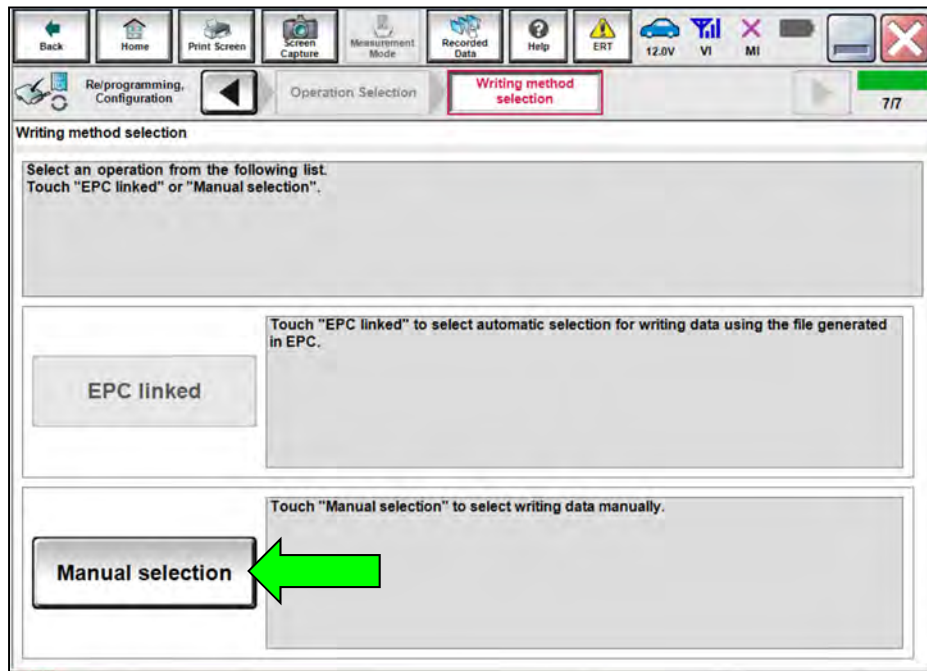 Back
Home
Print Screen
Screen
Capture
Measurement
Mode
Recorded
Data
Help
ERT
12.0V
VI
MI
Re/programming,
Configuration
Operation Selection
Writing method
selection
7/7
Writing method selection
Select an operation from the following list.
Touch "EPC linked" or "Manual selection".
EPC linked
Touch "EPC linked" to select automatic selection for writing data using the file generated
in EPC.
Manual selection
Touch "Manual selection" to select writing data manually.